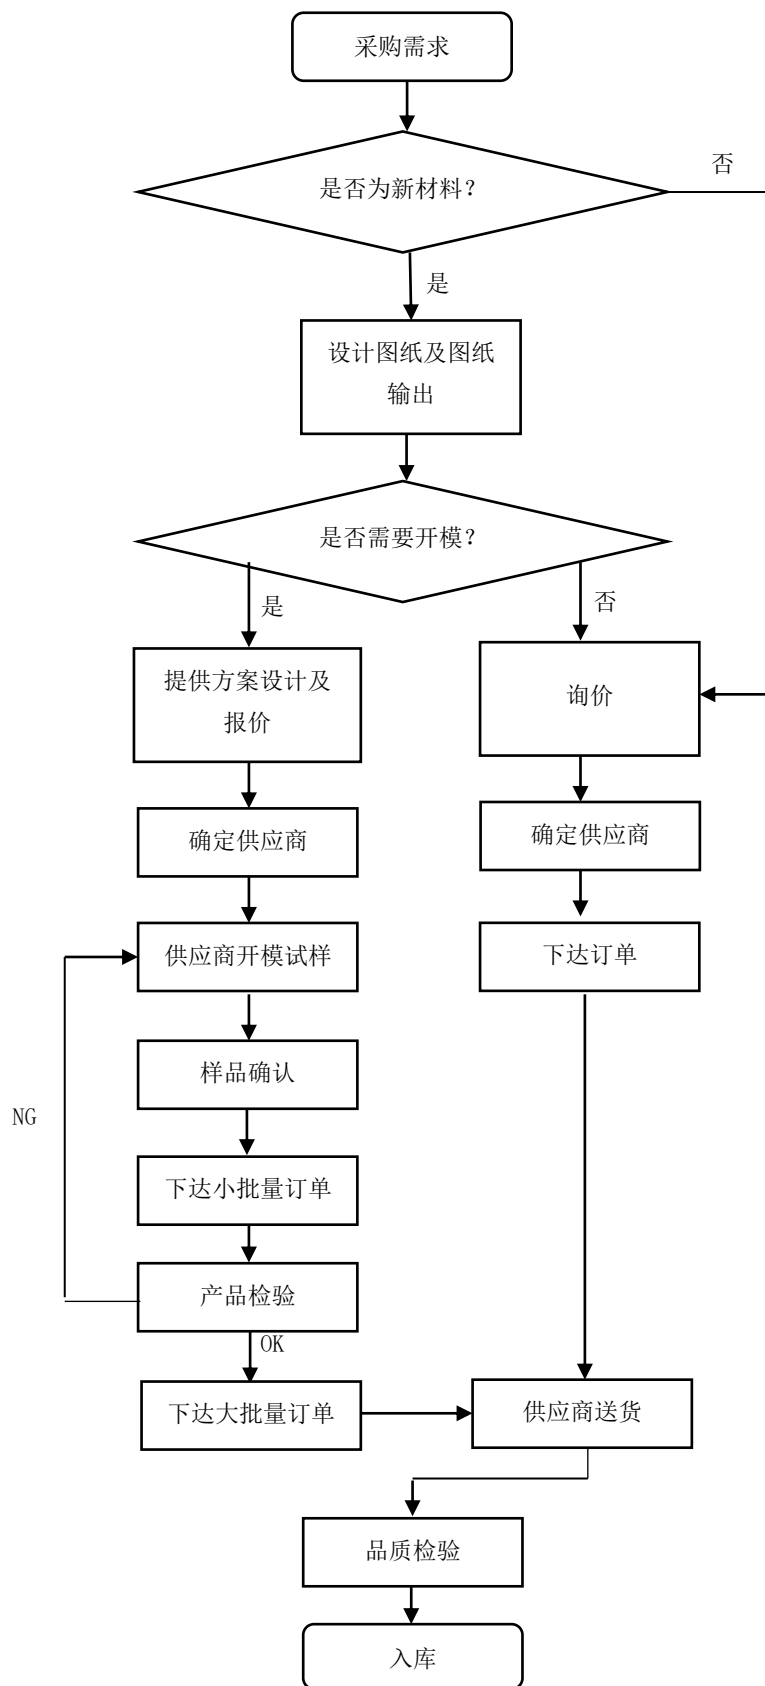 采购需求
是否为新材料?
否
是
设计图纸及图纸
输出
是否需要开模?
是
否
提供方案设计及
报价
询价
确定供应商
确定供应商
供应商开模试样
下达订单
样品确认
NG
下达小批量订单
产品检验
OK
下达大批量订单
供应商送货
品质检验
入库